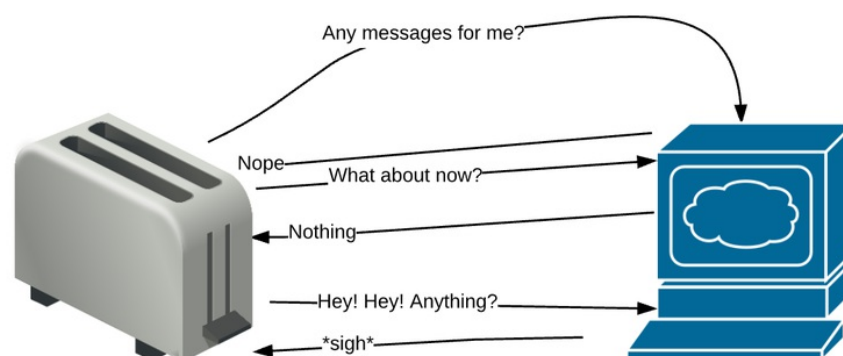 Any messages for me?
Nope
What about now?
Nothing
Hey! Hey! Anything?
*sigh*